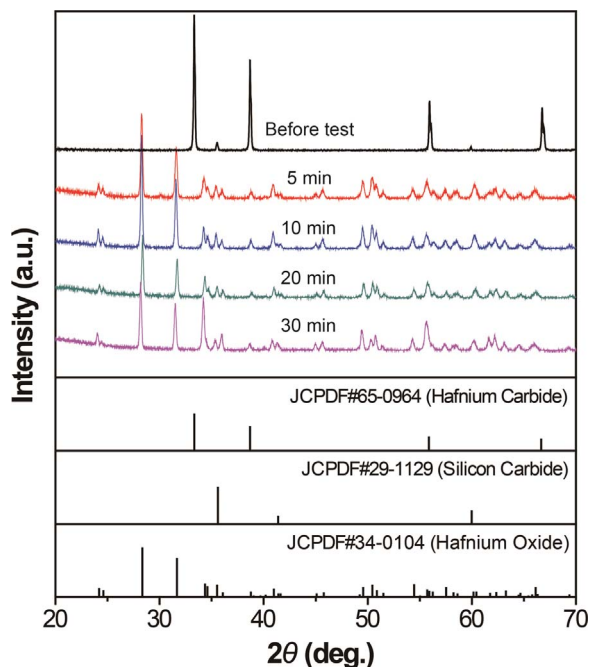 Before test
5 min
10 min
20 min
30 min
JCPDF#65-0964 (Hafnium Carbide)
JCPDF#29-1129 (Silicon Carbide)
JCPDF#34-0104 (Hafnium Oxide)
20 30 40 50 60 70
2θ (deg.)
Intensity (a.u.)